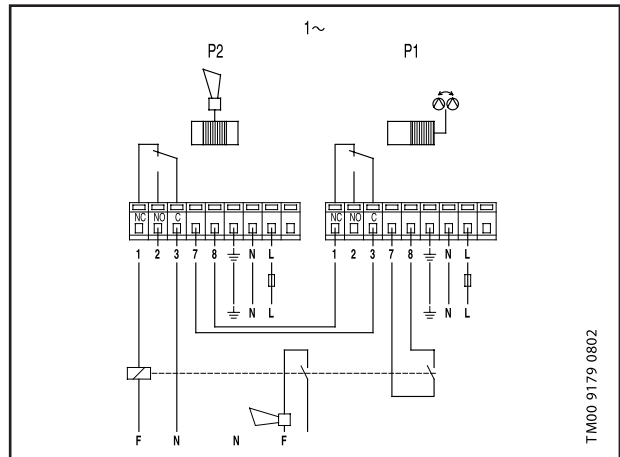 1~
P2 P1
NC NO C NC NO C
1 2 3 7 8 N L 1 2 3 7 8 N L
N L N L
F N N F
TM00 9179 0802